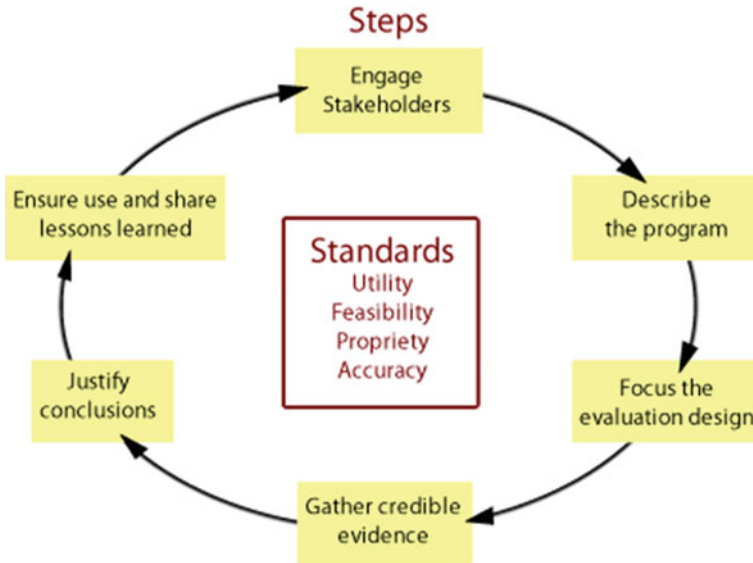 Steps
Engage
Stakeholders
Describe
the program
Focus the
evaluation design
Gather credible
evidence
Justify
conclusions
Ensure use and share
lessons learned
Standards
Utility
Feasibility
Propriety
Accuracy